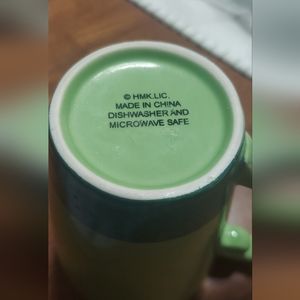 © HMK.LIC.
MADE IN CHINA
DISHWASHER AND
MICROWAVE SAFE